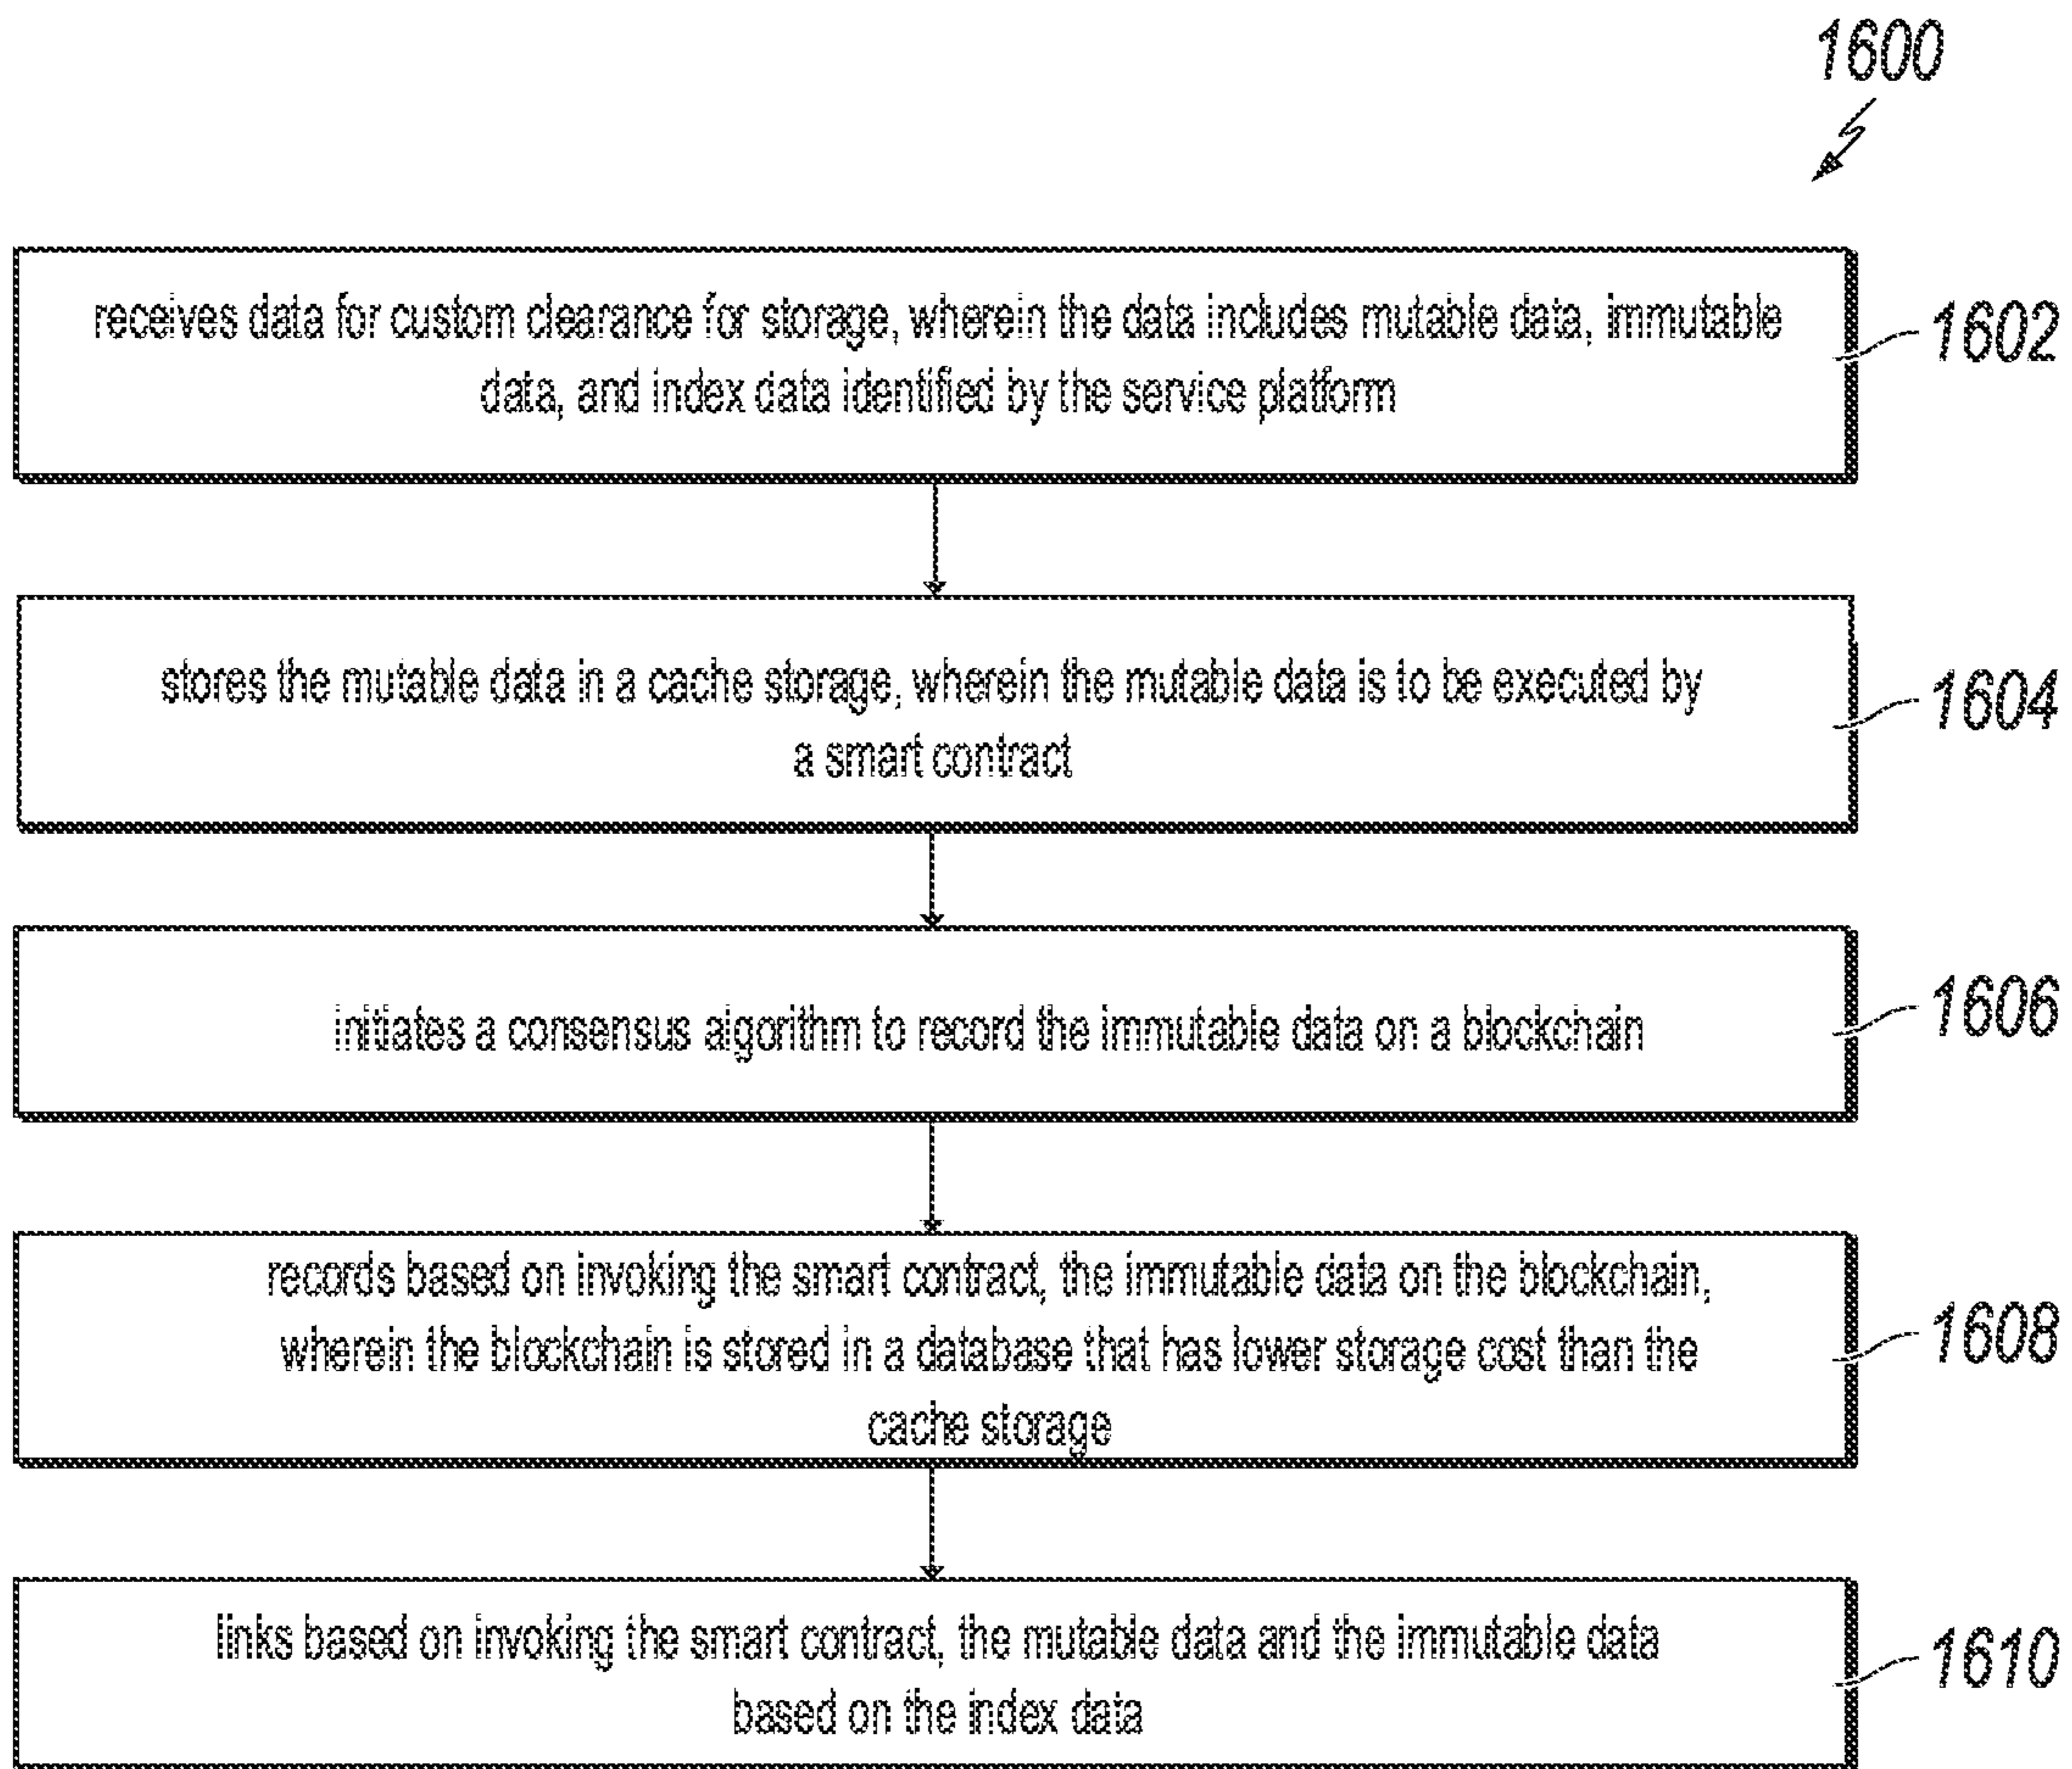 1600
receives data for custom clearance for storage, wherein the data includes mutable data, immutable
data, and index data identified by the service platform
1602
stores the mutable data in a cache storage, wherein the mutable data is to be executed by
a smart contract
1604
initiates a consensus algorithm to record the immutable data on a blockchain
1606
records based on invoking the smart contract, the immutable data on the blockchain,
wherein the blockchain is stored in a database that has lower storage cost than the
cache storage
1608
links based on invoking the smart contract, the mutable data and the immutable data
based on the index data
1610